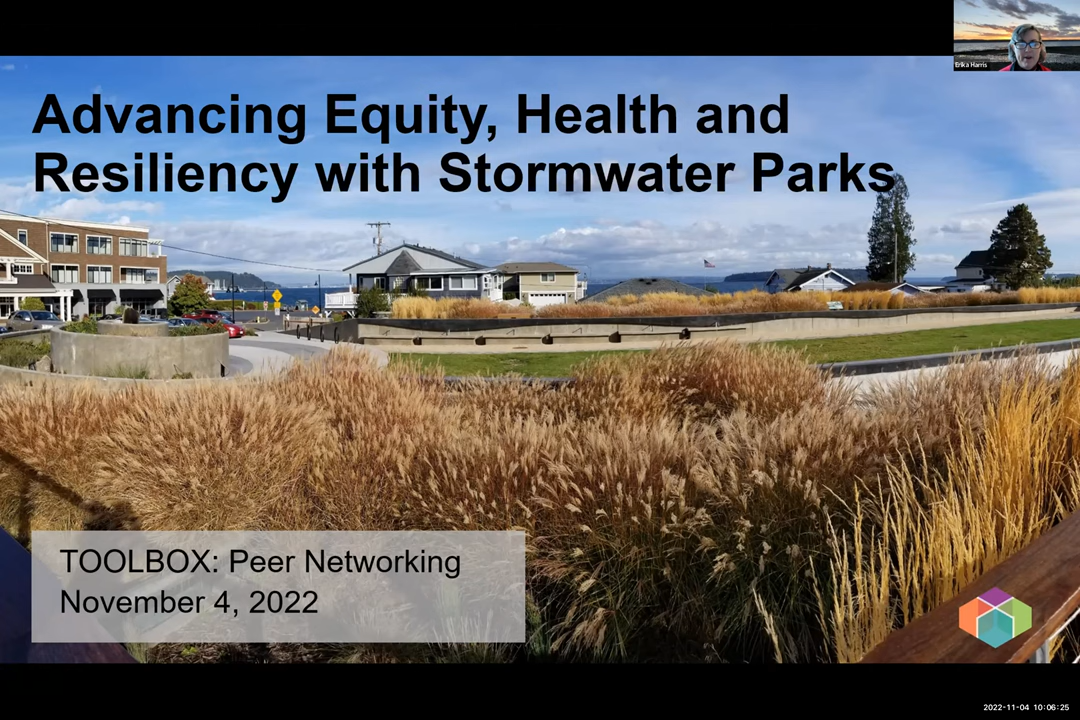 Erika Harris
Advancing Equity, Health and
Resiliency with Stormwater Parks
TOOLBOX: Peer Networking
November 4, 2022
2022-11-04 10:06:25